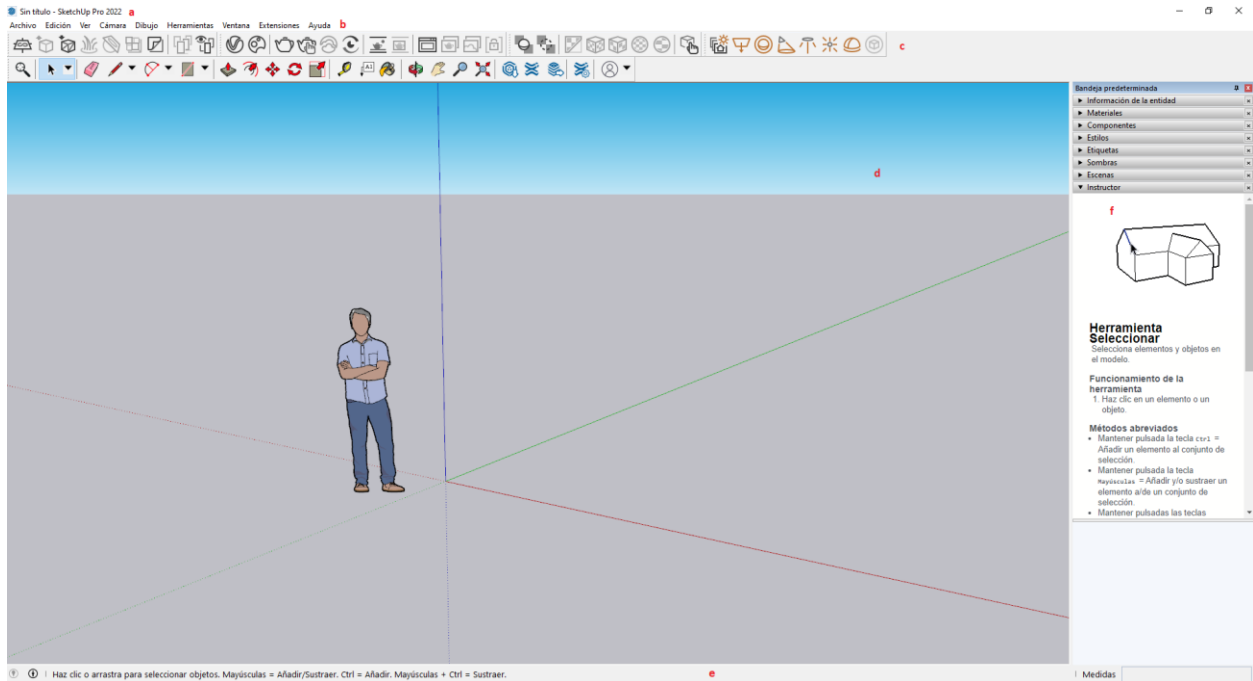 Sin título - SketchUp Pro 2022 a
Archivo Edición Ver Cámara Dibujo Herramientas Ventana Extensiones Ayuda b
c
A1
Bandeja predeterminada
Información de la entidad
Materiales
Componentes
Estilos
Etiquetas
Sombras
Escenas
Instructor
d
f
Herramienta
Seleccionar
Selecciona elementos y objetos en
el modelo.
Funcionamiento de la
herramienta
1. Haz clic en un elemento o un
objeto.
Métodos abreviados
• Mantener pulsada la tecla Ctrl =
Añadir un elemento al conjunto de
selección.
• Mantener pulsada la tecla
Mayúsculas = Añadir y/o sustraer un
elemento a/de un conjunto de
selección.
• Mantener pulsadas las teclas
Haz clic o arrastra para seleccionar objetos. Mayúsculas = Añadir/Sustraer. Ctrl = Añadir. Mayúsculas + Ctrl = Sustraer. e Medidas